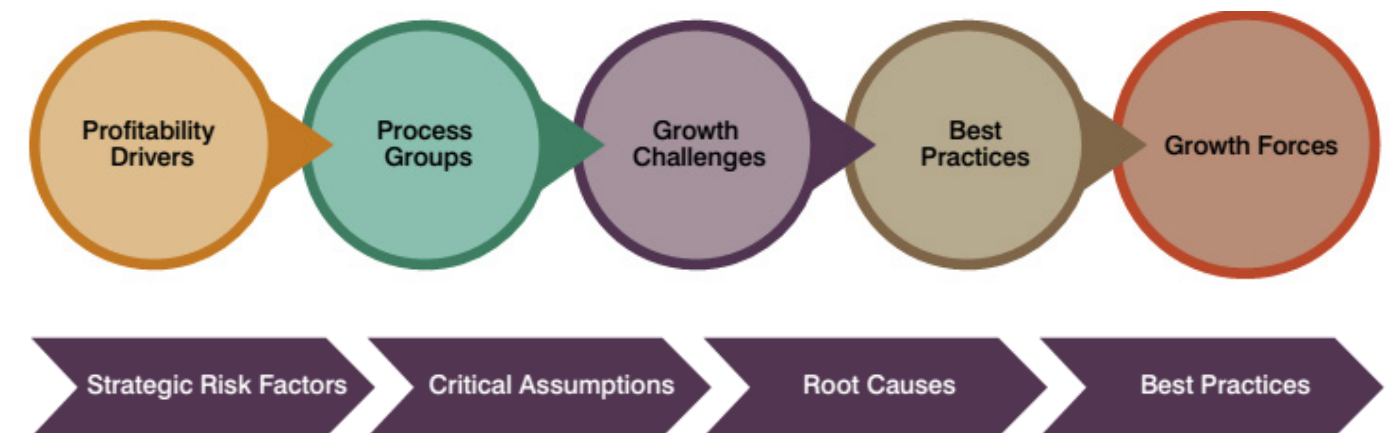 Profitability
Drivers
Process
Groups
Growth
Challenges
Best
Practices
Growth Forces
Strategic Risk Factors
Critical Assumptions
Root Causes
Best Practices